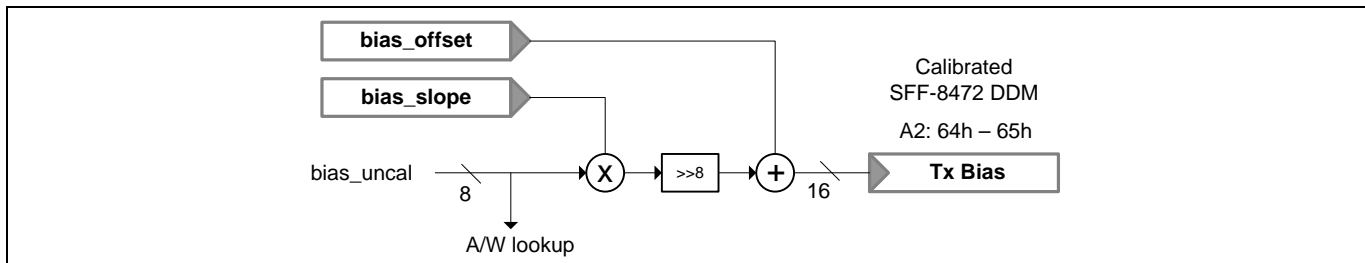 bias_offset
Calibrated
SFF-8472 DDM
bias_slope
A2: 64h – 65h
bias_uncal
8
X
>>8
+
16
Tx Bias
A/W lookup